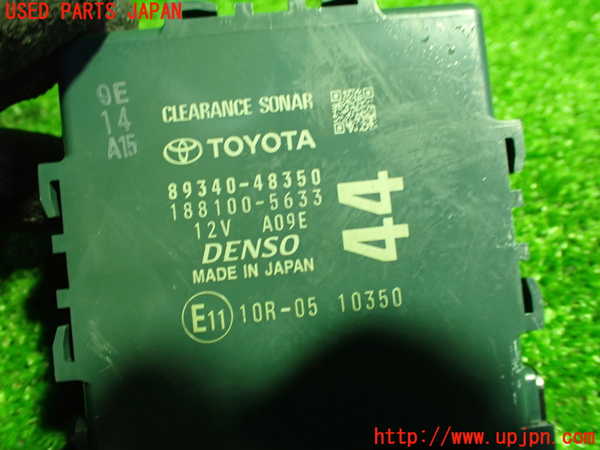 USED PARTS JAPAN
9E
14
A15
CLEARANCE SONAR
TOYOTA
89340-48350
188100-5633
12V A09E
DENSO
MADE IN JAPAN
44
E11 10R-05 10350
http://www.upjpn.com/